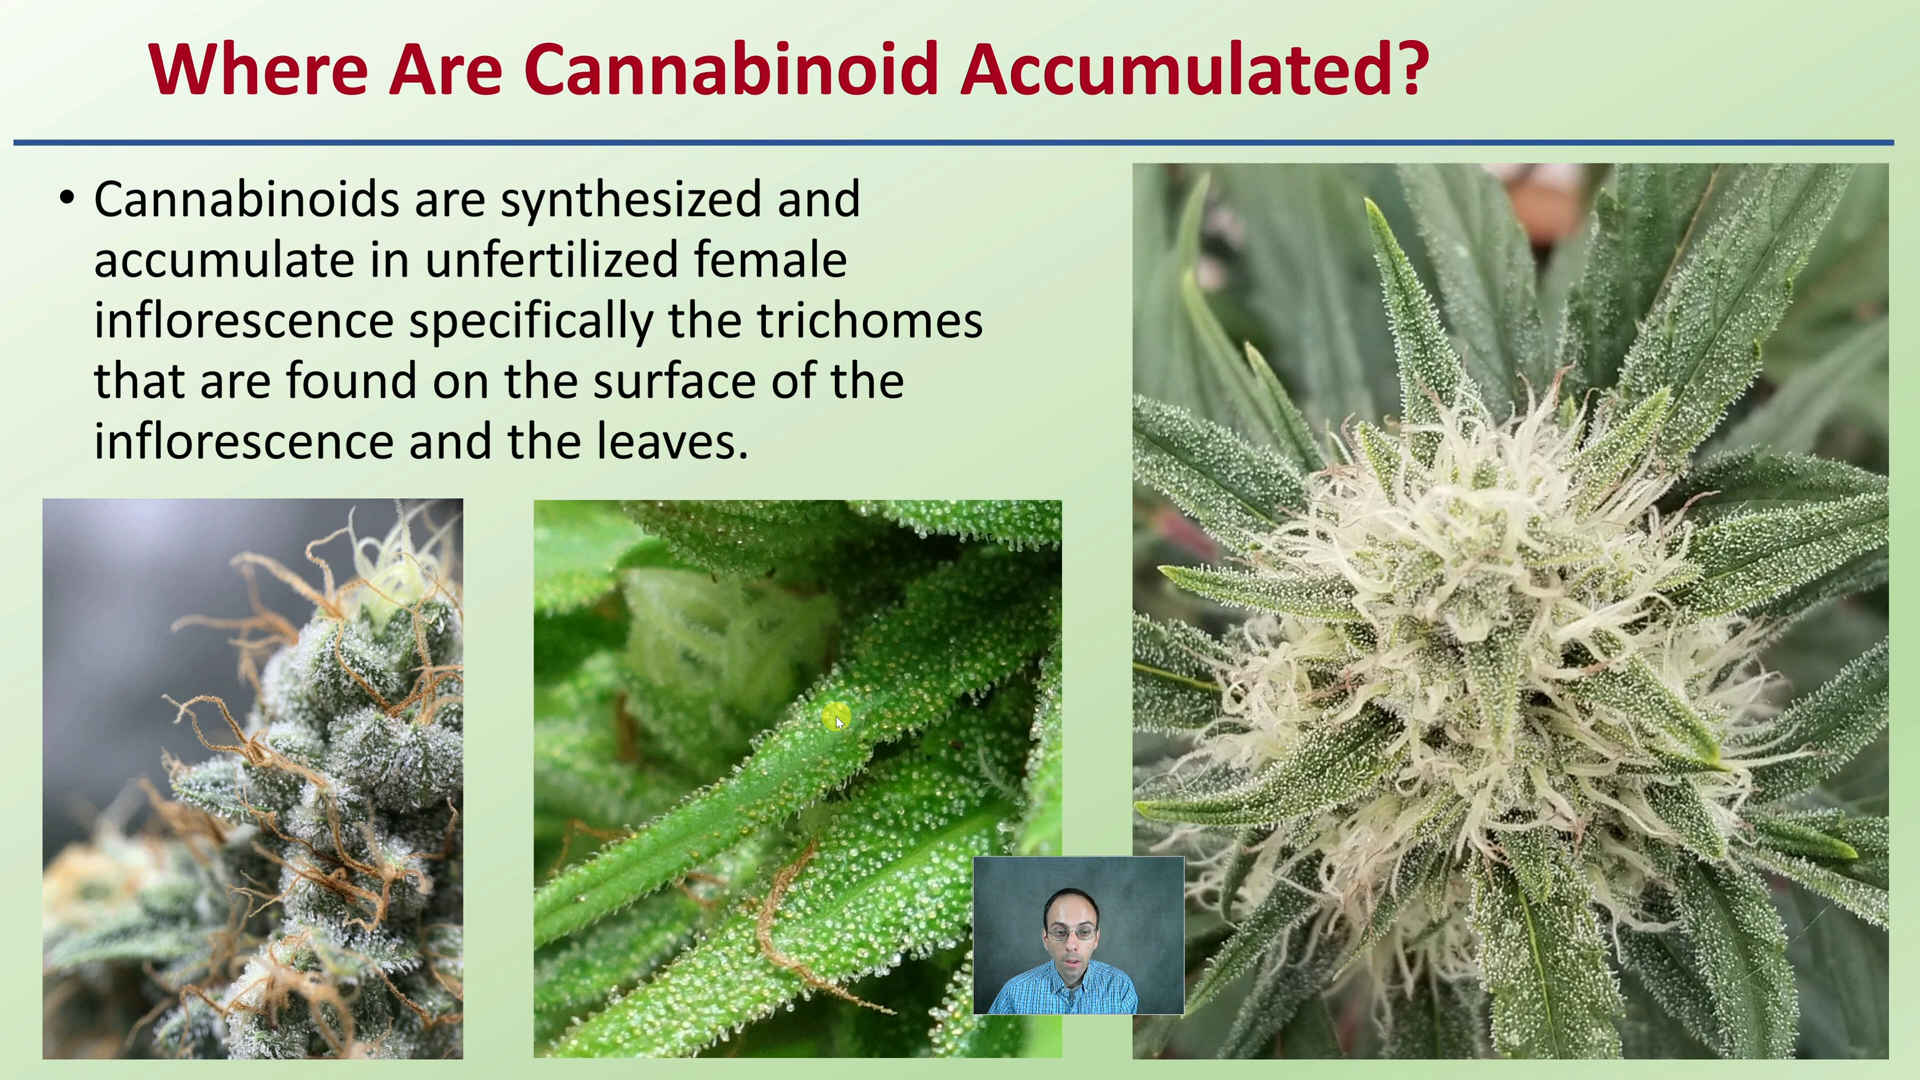 Where Are Cannabinoid Accumulated?
• Cannabinoids are synthesized and
accumulate in unfertilized female
inflorescence specifically the trichomes
that are found on the surface of the
inflorescence and the leaves.